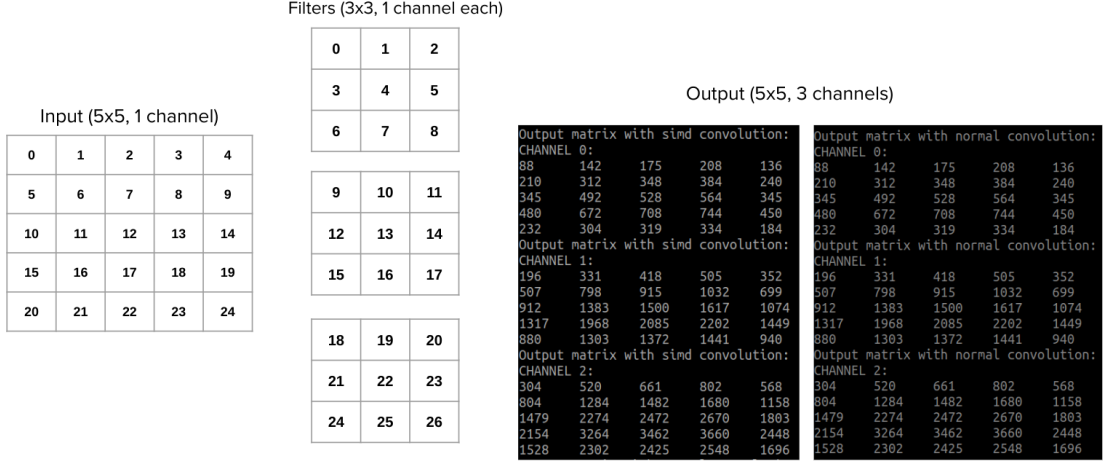 Filters (3x3, 1 channel each)
0 1 2
3 4 5
6 7 8
9 10 11
12 13 14
15 16 17
18 19 20
21 22 23
24 25 26
Input (5x5, 1 channel)
0 1 2 3 4
5 6 7 8 9
10 11 12 13 14
15 16 17 18 19
20 21 22 23 24
Output (5x5, 3 channels)
Output matrix with simd convolution:
CHANNEL 0:
88 142 175 208 136
210 312 348 384 240
345 492 528 564 345
480 672 708 744 450
232 304 319 334 184
Output matrix with simd convolution:
CHANNEL 1:
196 331 418 505 352
507 798 915 1032 699
912 1383 1500 1617 1074
1317 1968 2085 2202 1449
880 1303 1372 1441 940
Output matrix with simd convolution:
CHANNEL 2:
304 520 661 802 568
804 1284 1482 1680 1158
1479 2274 2472 2670 1803
2154 3264 3462 3660 2448
1528 2302 2425 2548 1696
Output matrix with normal convolution:
CHANNEL 0:
88 142 175 208 136
210 312 348 384 240
345 492 528 564 345
480 672 708 744 450
232 304 319 334 184
Output matrix with normal convolution:
CHANNEL 1:
196 331 418 505 352
507 798 915 1032 699
912 1383 1500 1617 1074
1317 1968 2085 2202 1449
880 1303 1372 1441 940
Output matrix with normal convolution:
CHANNEL 2:
304 520 661 802 568
804 1284 1482 1680 1158
1479 2274 2472 2670 1803
2154 3264 3462 3660 2448
1528 2302 2425 2548 1696